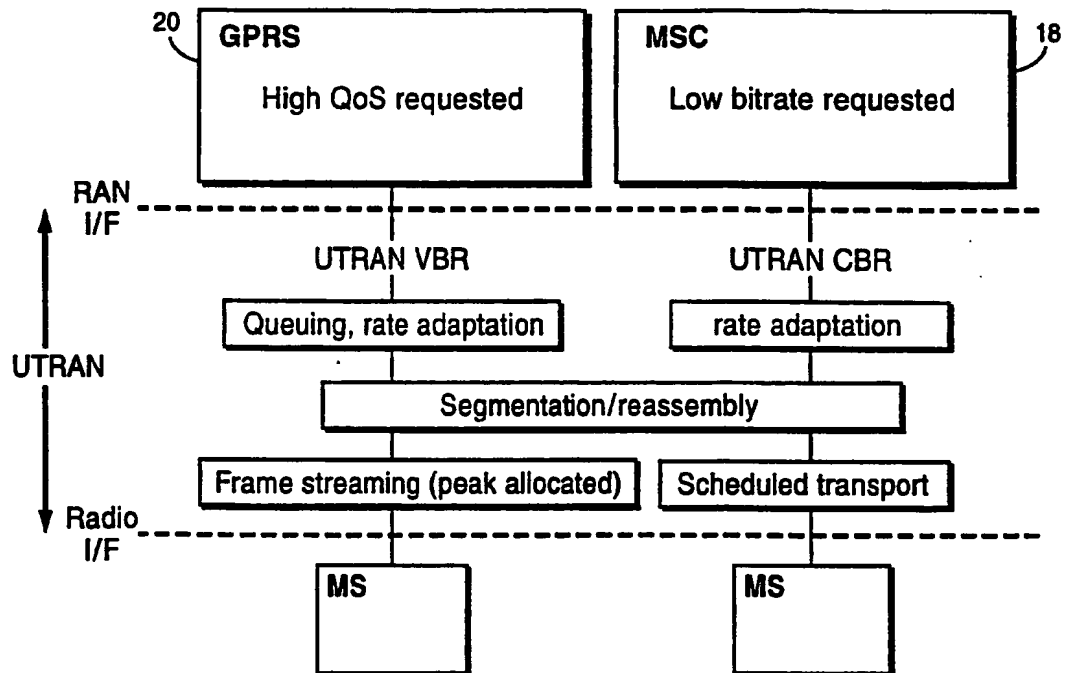 20
GPRS
High QoS requested
MSC
18
Low bitrate requested
RAN
I/F
UTRAN VBR
UTRAN CBR
Queuing, rate adaptation
rate adaptation
UTRAN
Segmentation/reassembly
Frame streaming (peak allocated)
Scheduled transport
Radio
I/F
MS
MS